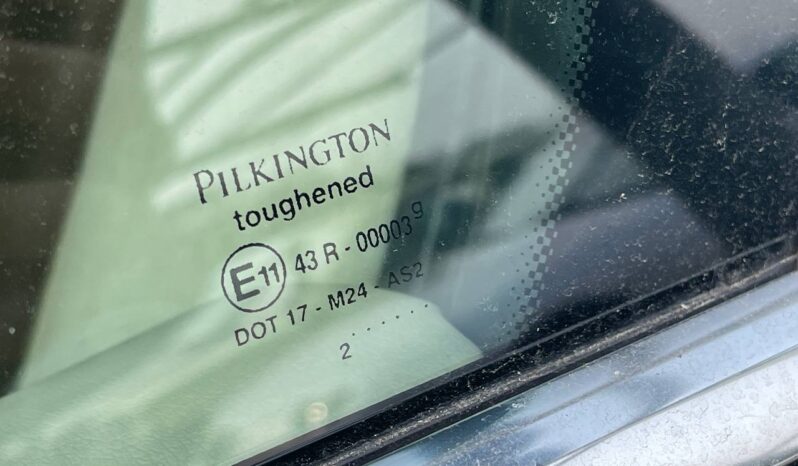 PILKINGTON
toughened
E11 43 R - 00003 9
DOT 17 - M24 - AS2
2.......